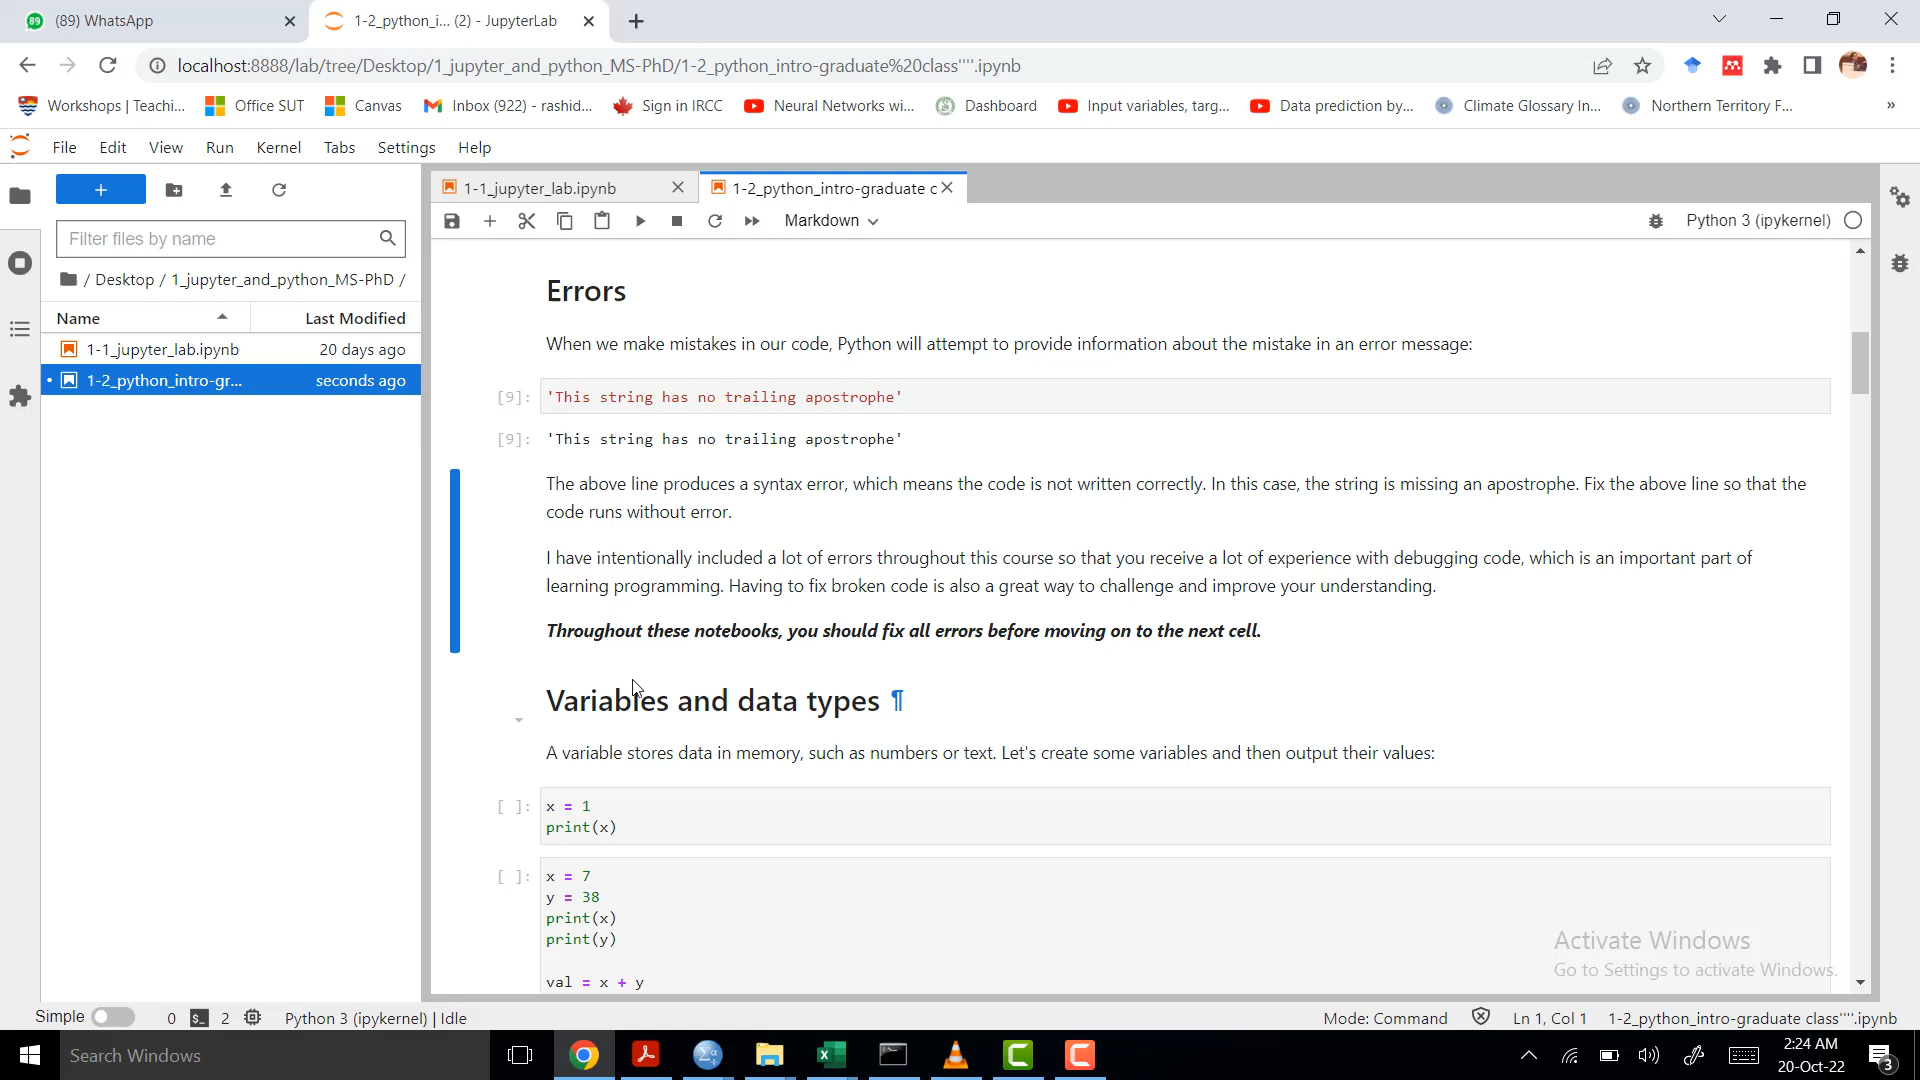 89 (89) WhatsApp
1-2_python_i... (2) - JupyterLab
localhost:8888/lab/tree/Desktop/1_jupyter_and_python_MS-PhD/1-2_python_intro-graduate%20class''''.ipynb
Workshops | Teachi... Office SUT Canvas Inbox (922) - rashid... Sign in IRCC Neural Networks wi... Dashboard Input variables, targ... Data prediction by... Climate Glossary In... Northern Territory F... »
File Edit View Run Kernel Tabs Settings Help
1-1_jupyter_lab.ipynb 1-2_python_intro-graduate c
Markdown Python 3 (ipykernel)
Filter files by name
/ Desktop / 1_jupyter_and_python_MS-PhD /
Name Last Modified
1-1_jupyter_lab.ipynb 20 days ago
1-2_python_intro-gr... seconds ago
Errors
When we make mistakes in our code, Python will attempt to provide information about the mistake in an error message:
[9]: 'This string has no trailing apostrophe'
[9]: 'This string has no trailing apostrophe'
The above line produces a syntax error, which means the code is not written correctly. In this case, the string is missing an apostrophe. Fix the above line so that the
code runs without error.
I have intentionally included a lot of errors throughout this course so that you receive a lot of experience with debugging code, which is an important part of
learning programming. Having to fix broken code is also a great way to challenge and improve your understanding.
Throughout these notebooks, you should fix all errors before moving on to the next cell.
Variables and data types ¶
A variable stores data in memory, such as numbers or text. Let's create some variables and then output their values:
[ ]: x = 1
print(x)
[ ]: x = 7
y = 38
print(x)
print(y)
val = x + y
Activate Windows
Go to Settings to activate Windows.
Simple 0 $_ 2 Python 3 (ipykernel) | Idle Mode: Command Ln 1, Col 1 1-2_python_intro-graduate class''''.ipynb
Search Windows
2:24 AM
20-Oct-22
3